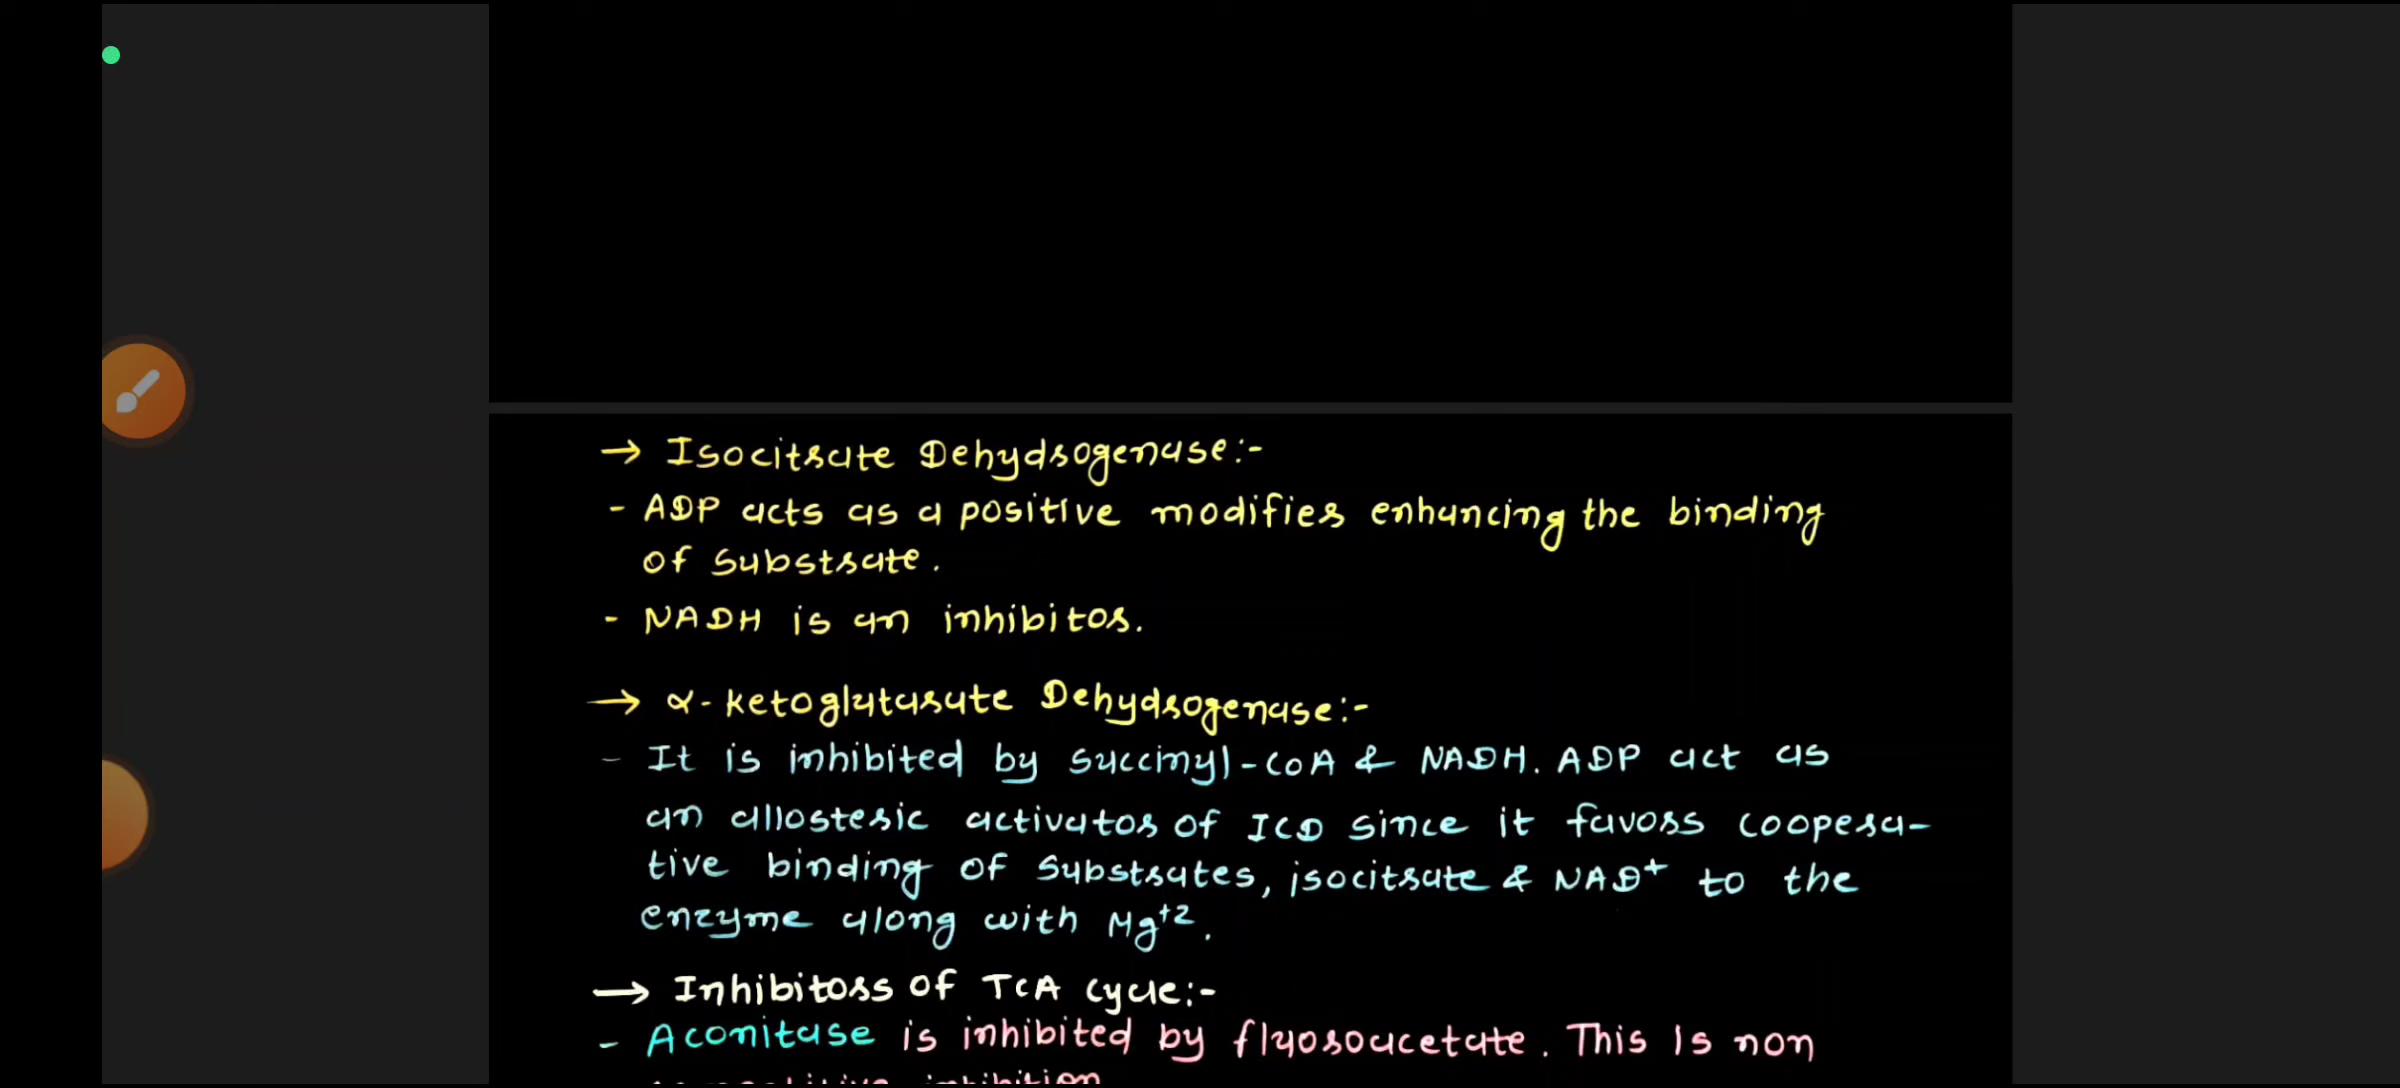 → Isocitrate Dehydrogenase:-
- ADP acts as a positive modifier enhancing the binding
of substrate.
- NADH is an inhibitor.
→ α-ketoglutarate Dehydrogenase:-
- It is inhibited by succinyl-CoA & NADH. ADP act as
an allosteric activator of ICD since it favors coopera-
tive binding of substrates, isocitrate & NAD+ to the
enzyme along with Mg+2.
→ Inhibitors of TCA cycle:-
- Aconitase is inhibited by fluoroacetate. This is non
inhibition